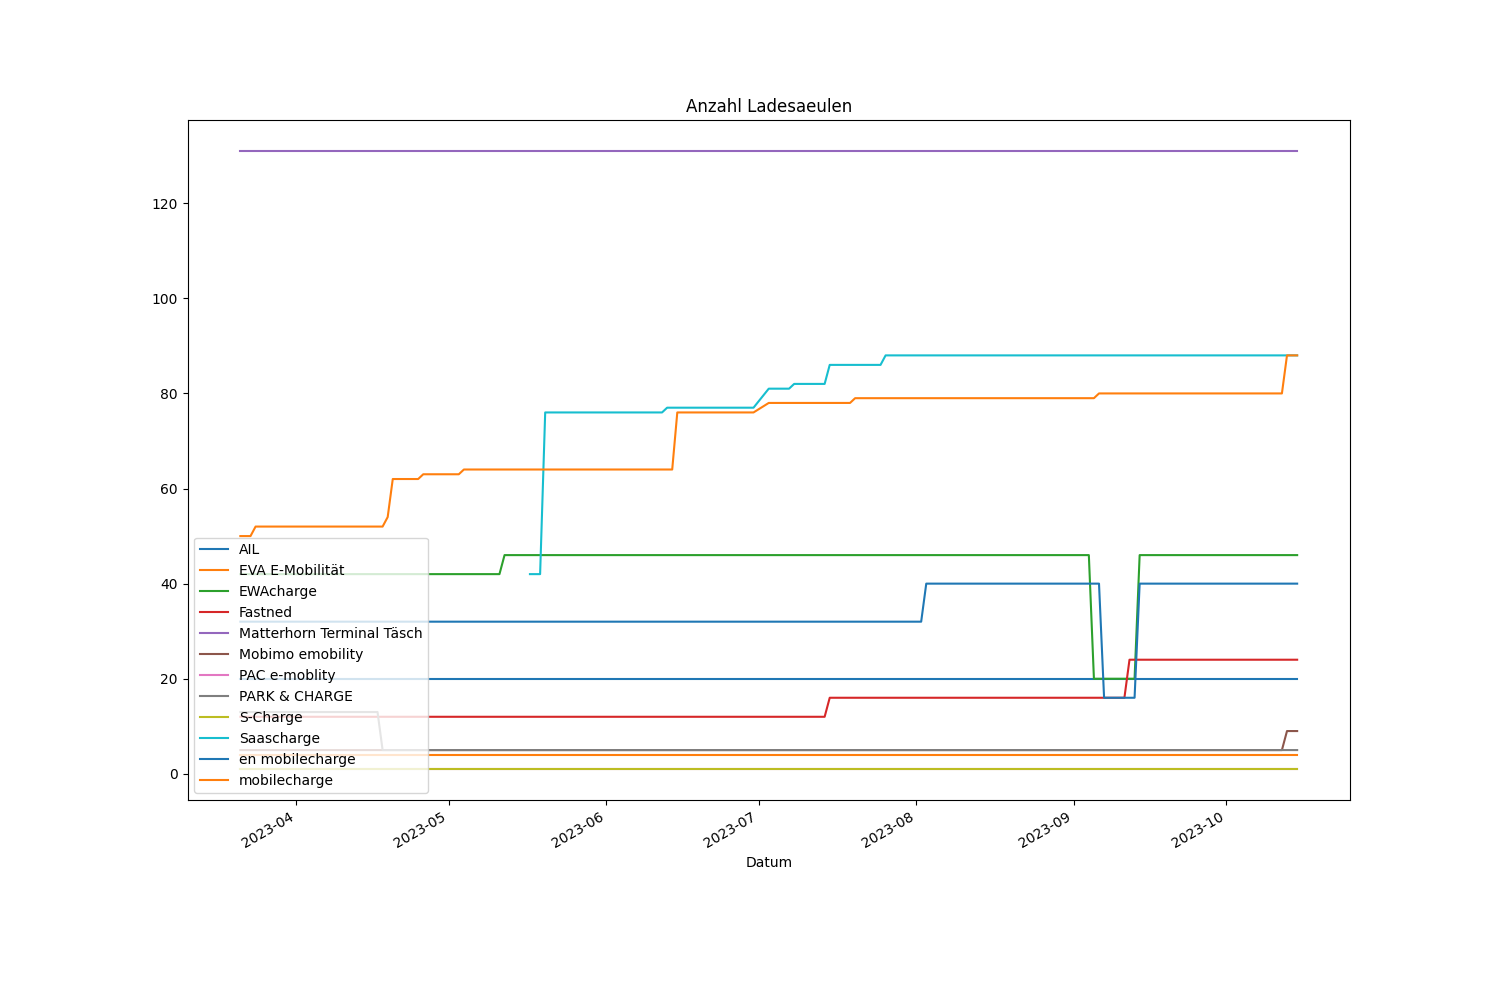 Anzahl Ladesaeulen
120
100
80
60
40
20
0
AIL
EVA E-Mobilität
EWAcharge
Fastned
Matterhorn Terminal Täsch
Mobimo emobility
PAC e-moblity
PARK & CHARGE
S-Charge
Saascharge
en mobilecharge
mobilecharge
2023-04
2023-05
2023-06
2023-07
2023-08
2023-09
2023-10
Datum